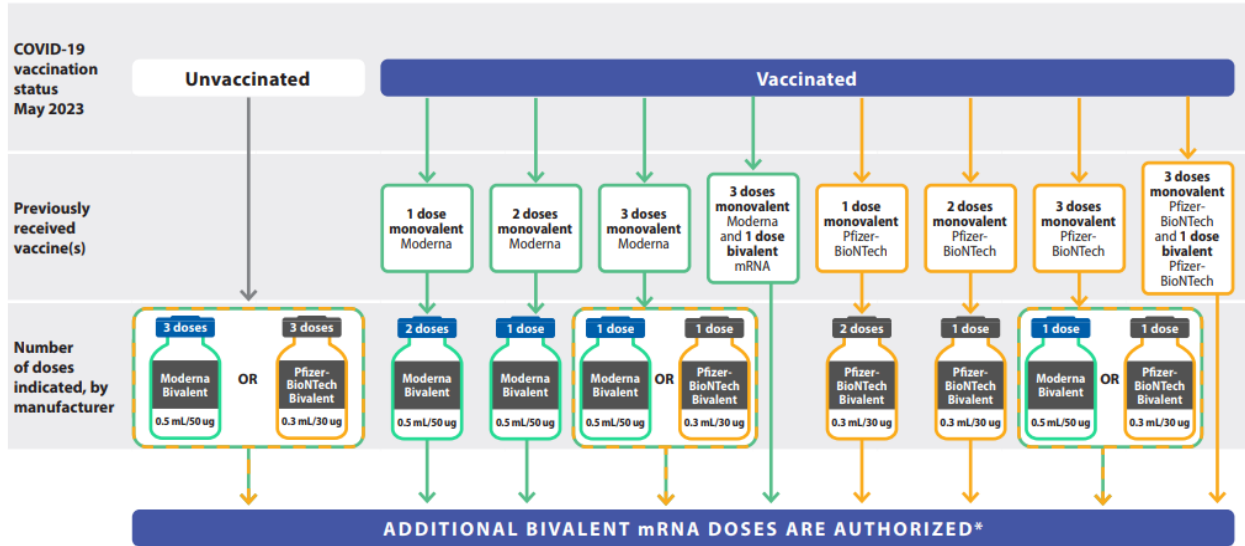 COVID-19
vaccination
status
May 2023
Unvaccinated
Vaccinated
Previously
received
vaccine(s)
1 dose
monovalent
Moderna
2 doses
monovalent
Moderna
3 doses
monovalent
Moderna
3 doses
monovalent
Moderna
and 1 dose
bivalent
mRNA
1 dose
monovalent
Pfizer-
BioNTech
2 doses
monovalent
Pfizer-
BioNTech
3 doses
monovalent
Pfizer-
BioNTech
3 doses
monovalent
Pfizer-
BioNTech
and 1 dose
bivalent
Pfizer-
BioNTech
Number
of doses
indicated, by
manufacturer
3 doses
Moderna
Bivalent
0.5 mL/50 ug
OR
3 doses
Pfizer-
BioNTech
Bivalent
0.3 mL/30 ug
2 doses
Moderna
Bivalent
0.5 mL/50 ug
1 dose
Moderna
Bivalent
0.5 mL/50 ug
1 dose
Moderna
Bivalent
0.5 mL/50 ug
OR
1 dose
Pfizer-
BioNTech
Bivalent
0.3 mL/30 ug
2 doses
Pfizer-
BioNTech
Bivalent
0.3 mL/30 ug
1 dose
Pfizer-
BioNTech
Bivalent
0.3 mL/30 ug
1 dose
Moderna
Bivalent
0.5 mL/50 ug
OR
1 dose
Pfizer-
BioNTech
Bivalent
0.3 mL/30 ug
ADDITIONAL BIVALENT mRNA DOSES ARE AUTHORIZED*